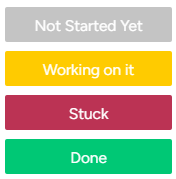 Not Started Yet
Working on it
Stuck
Done